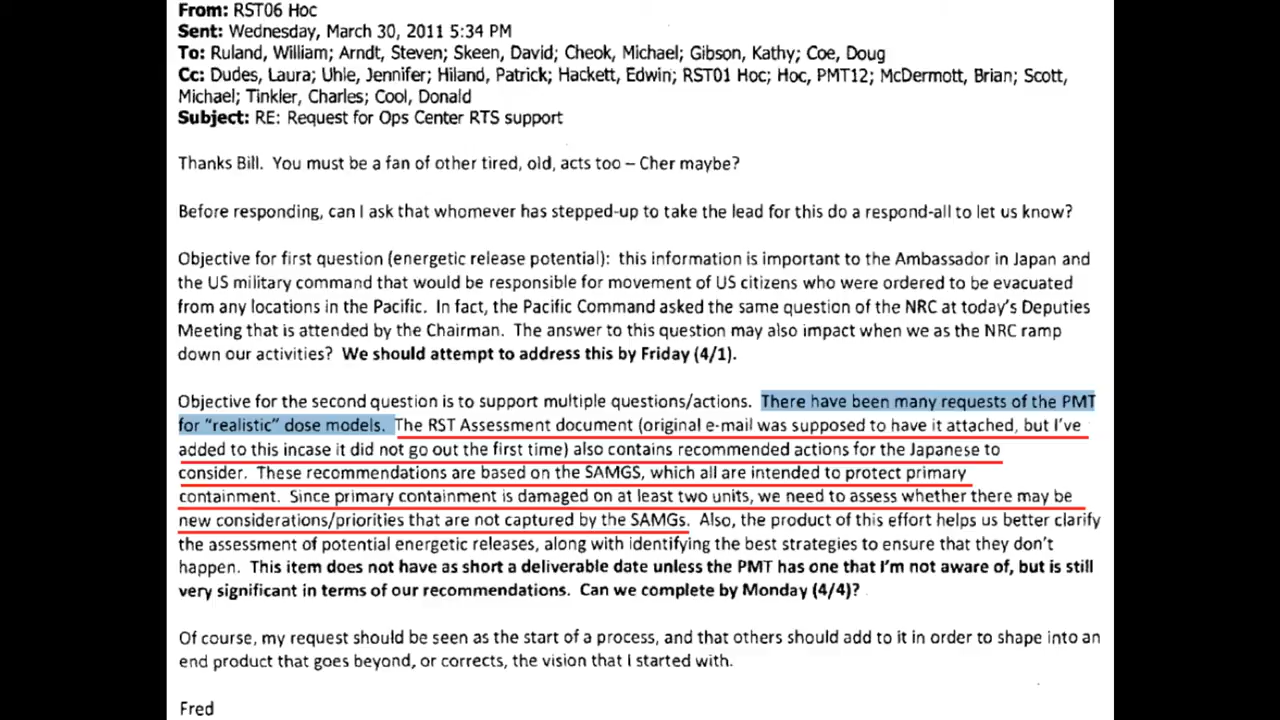 From: RST06 Hoc
Sent: Wednesday, March 30, 2011 5:34 PM
To: Ruland, William; Arndt, Steven; Skeen, David; Cheok, Michael; Gibson, Kathy; Coe, Doug
Cc: Dudes, Laura; Uhle, Jennifer; Hiland, Patrick; Hackett, Edwin; RST01 Hoc; Hoc, PMT12; McDermott, Brian; Scott,
Michael; Tinkler, Charles; Cool, Donald
Subject: RE: Request for Ops Center RTS support
Thanks Bill. You must be a fan of other tired, old, acts too – Cher maybe?
Before responding, can I ask that whomever has stepped-up to take the lead for this do a respond-all to let us know?
Objective for first question (energetic release potential): this information is important to the Ambassador in Japan and
the US military command that would be responsible for movement of US citizens who were ordered to be evacuated
from any locations in the Pacific. In fact, the Pacific Command asked the same question of the NRC at today's Deputies
Meeting that is attended by the Chairman. The answer to this question may also impact when we as the NRC ramp
down our activities? We should attempt to address this by Friday (4/1).
Objective for the second question is to support multiple questions/actions. There have been many requests of the PMT
for "realistic" dose models. The RST Assessment document (original e-mail was supposed to have it attached, but I've
added to this incase it did not go out the first time) also contains recommended actions for the Japanese to
consider. These recommendations are based on the SAMGS, which all are intended to protect primary
containment. Since primary containment is damaged on at least two units, we need to assess whether there may be
new considerations/priorities that are not captured by the SAMGs. Also, the product of this effort helps us better clarify
the assessment of potential energetic releases, along with identifying the best strategies to ensure that they don't
happen. This item does not have as short a deliverable date unless the PMT has one that I'm not aware of, but is still
very significant in terms of our recommendations. Can we complete by Monday (4/4)?
Of course, my request should be seen as the start of a process, and that others should add to it in order to shape into an
end product that goes beyond, or corrects, the vision that I started with.
Fred